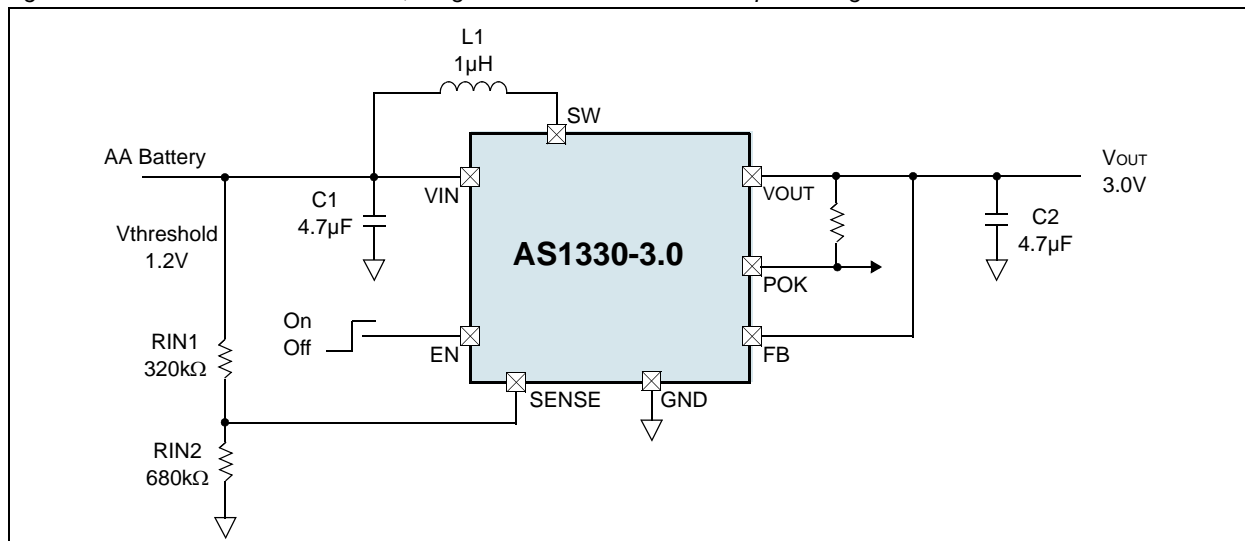 L1
1µH
SW
AA Battery
VIN
C1
4.7µF
Vthreshold
1.2V
On
Off
EN
RIN1
320kΩ
RIN2
680kΩ
SENSE
GND
AS1330-3.0
VOUT
POK
FB
VOUT
3.0V
C2
4.7µF